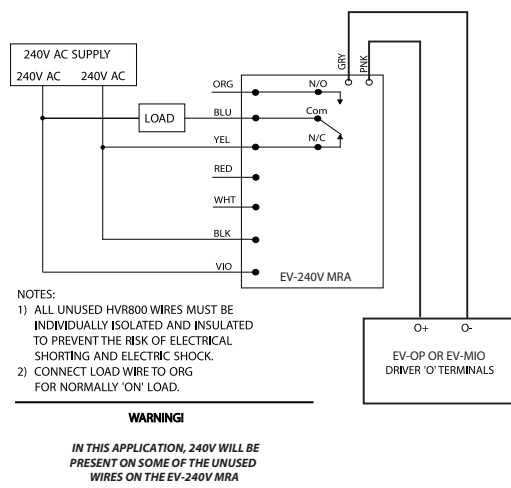 240V AC SUPPLY
240V AC 240V AC
LOAD
ORG
BLU
YEL
RED
WHT
BLK
VIO
N/O
Com
N/C
GRY
PNK
EV-240V MRA
O+ O-
EV-OP OR EV-MIO
DRIVER 'O' TERMINALS
NOTES:
1) ALL UNUSED HVR800 WIRES MUST BE
INDIVIDUALLY ISOLATED AND INSULATED
TO PREVENT THE RISK OF ELECTRICAL
SHORTING AND ELECTRIC SHOCK.
2) CONNECT LOAD WIRE TO ORG
FOR NORMALLY 'ON' LOAD.
WARNING!
IN THIS APPLICATION, 240V WILL BE
PRESENT ON SOME OF THE UNUSED
WIRES ON THE EV-240V MRA